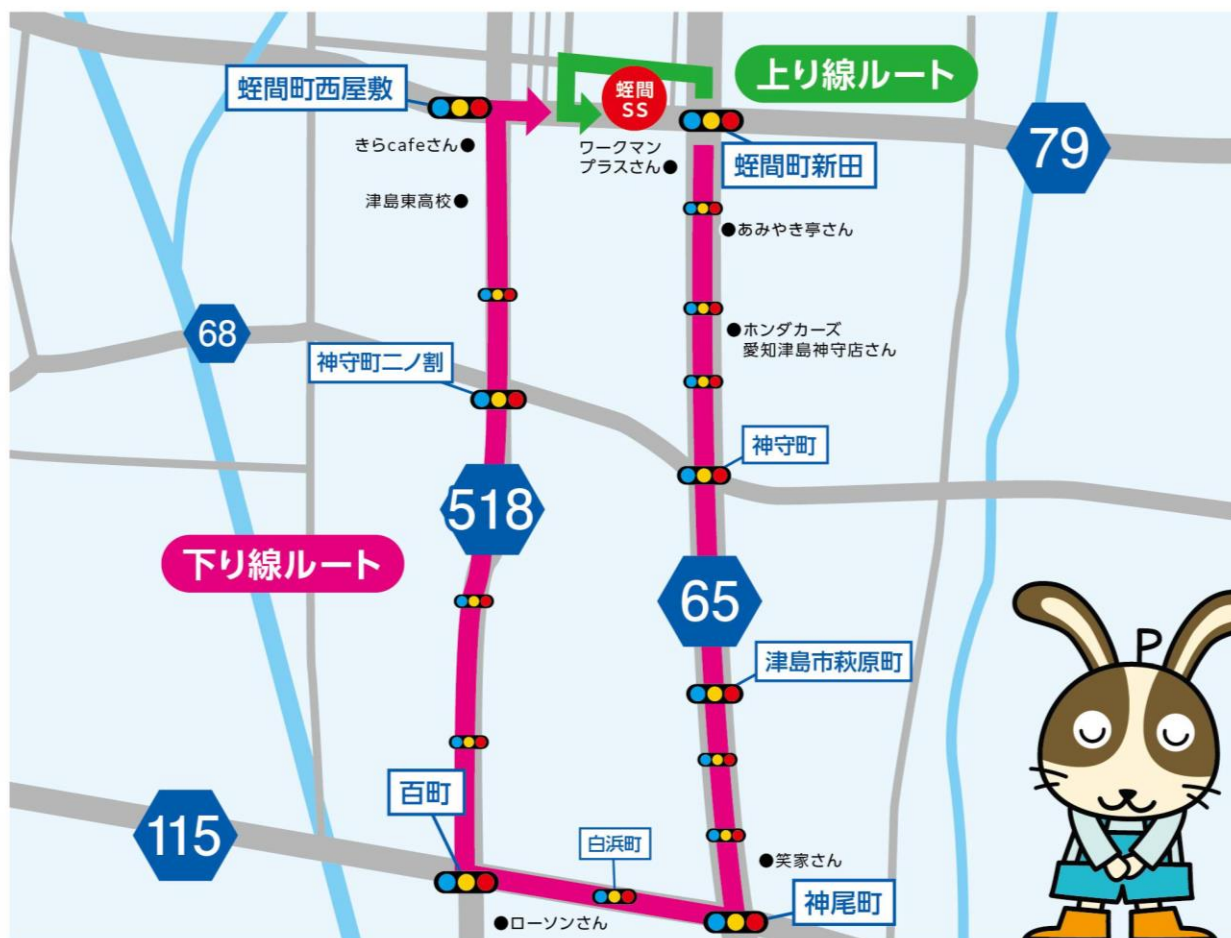 上り線ルート
蛭間町西屋敷
蛭間
SS
79
きらcafeさん
ワークマン
プラスさん
蛭間町新田
津島東高校
あみやき亭さん
68
ホンダカーズ
愛知津島神守店さん
神守町二ノ割
神守町
518
下り線ルート
65
津島市萩原町
P
百町
115
白浜町
笑家さん
神尾町
ローソンさん